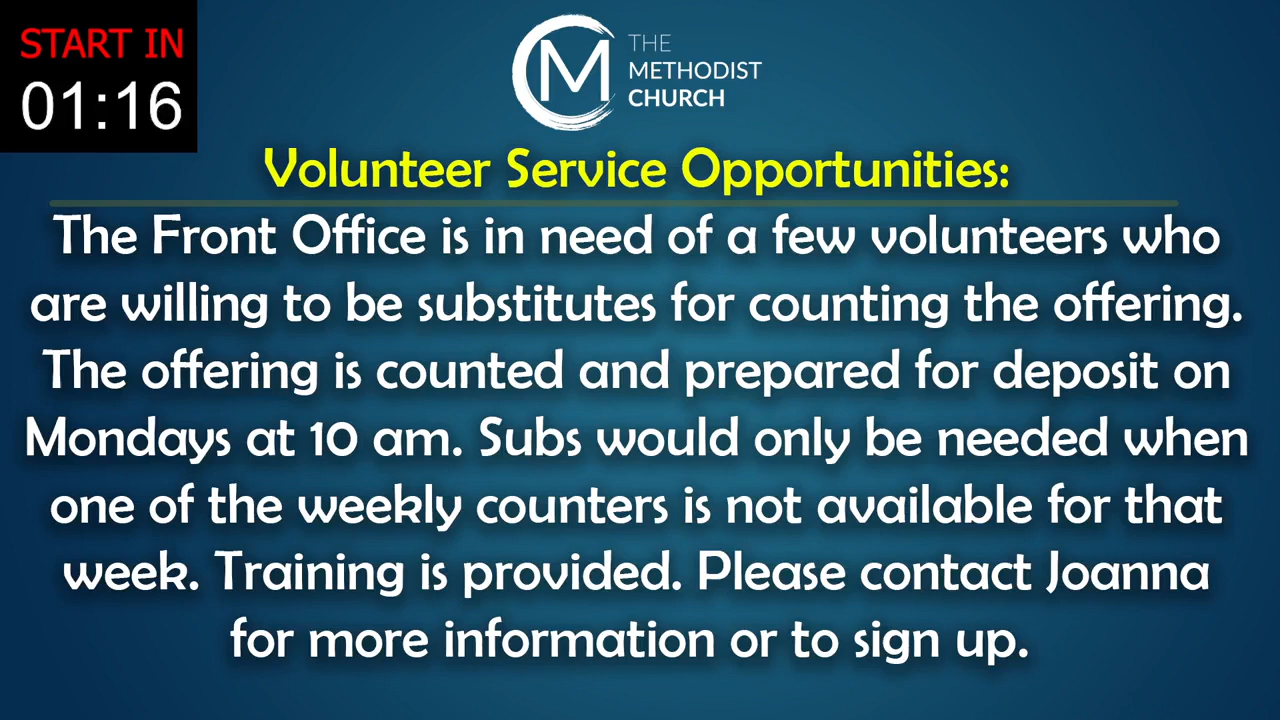 START IN
01:16
M
THE
METHODIST
CHURCH
Volunteer Service Opportunities:
The Front Office is in need of a few volunteers who
are willing to be substitutes for counting the offering.
The offering is counted and prepared for deposit on
Mondays at 10 am. Subs would only be needed when
one of the weekly counters is not available for that
week. Training is provided. Please contact Joanna
for more information or to sign up.